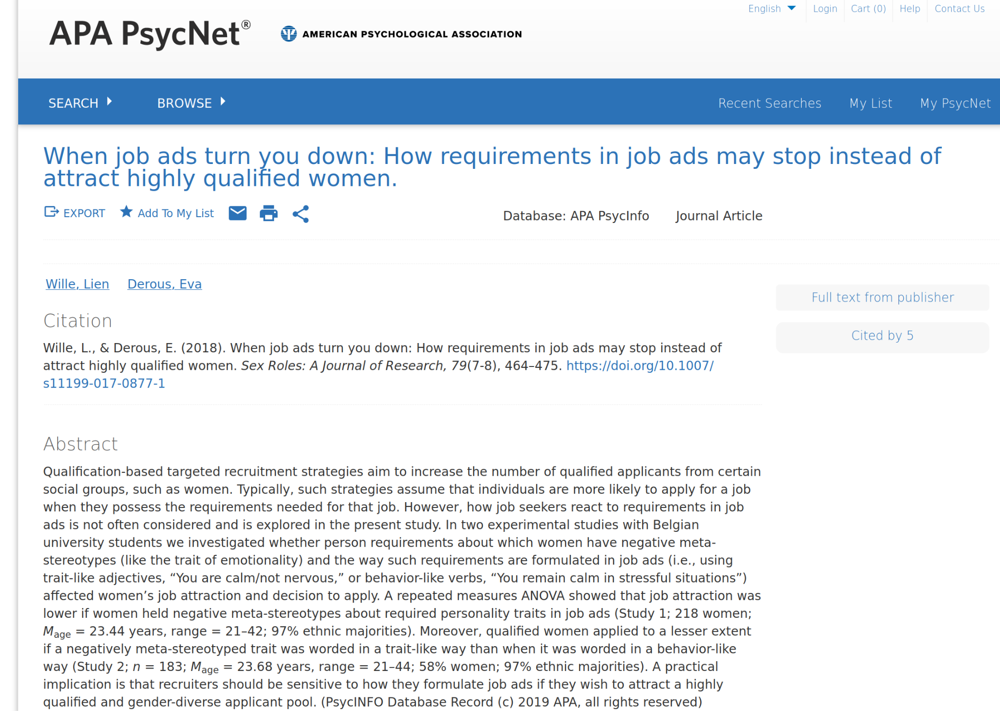 English Login Cart (0) Help Contact Us
APA PsycNet® AMERICAN PSYCHOLOGICAL ASSOCIATION
SEARCH BROWSE Recent Searches My List My PsycNet
When job ads turn you down: How requirements in job ads may stop instead of
attract highly qualified women.
EXPORT Add To My List Database: APA PsycInfo Journal Article
Wille, Lien Derous, Eva
Full text from publisher
Cited by 5
Citation
Wille, L., & Derous, E. (2018). When job ads turn you down: How requirements in job ads may stop instead of
attract highly qualified women. Sex Roles: A Journal of Research, 79(7-8), 464–475. https://doi.org/10.1007/
s11199-017-0877-1
Abstract
Qualification-based targeted recruitment strategies aim to increase the number of qualified applicants from certain
social groups, such as women. Typically, such strategies assume that individuals are more likely to apply for a job
when they possess the requirements needed for that job. However, how job seekers react to requirements in job
ads is not often considered and is explored in the present study. In two experimental studies with Belgian
university students we investigated whether person requirements about which women have negative meta-
stereotypes (like the trait of emotionality) and the way such requirements are formulated in job ads (i.e., using
trait-like adjectives, “You are calm/not nervous,” or behavior-like verbs, “You remain calm in stressful situations”)
affected women’s job attraction and decision to apply. A repeated measures ANOVA showed that job attraction was
lower if women held negative meta-stereotypes about required personality traits in job ads (Study 1; 218 women;
Mage = 23.44 years, range = 21–42; 97% ethnic majorities). Moreover, qualified women applied to a lesser extent
if a negatively meta-stereotyped trait was worded in a trait-like way than when it was worded in a behavior-like
way (Study 2; n = 183; Mage = 23.68 years, range = 21–44; 58% women; 97% ethnic majorities). A practical
implication is that recruiters should be sensitive to how they formulate job ads if they wish to attract a highly
qualified and gender-diverse applicant pool. (PsycINFO Database Record (c) 2019 APA, all rights reserved)